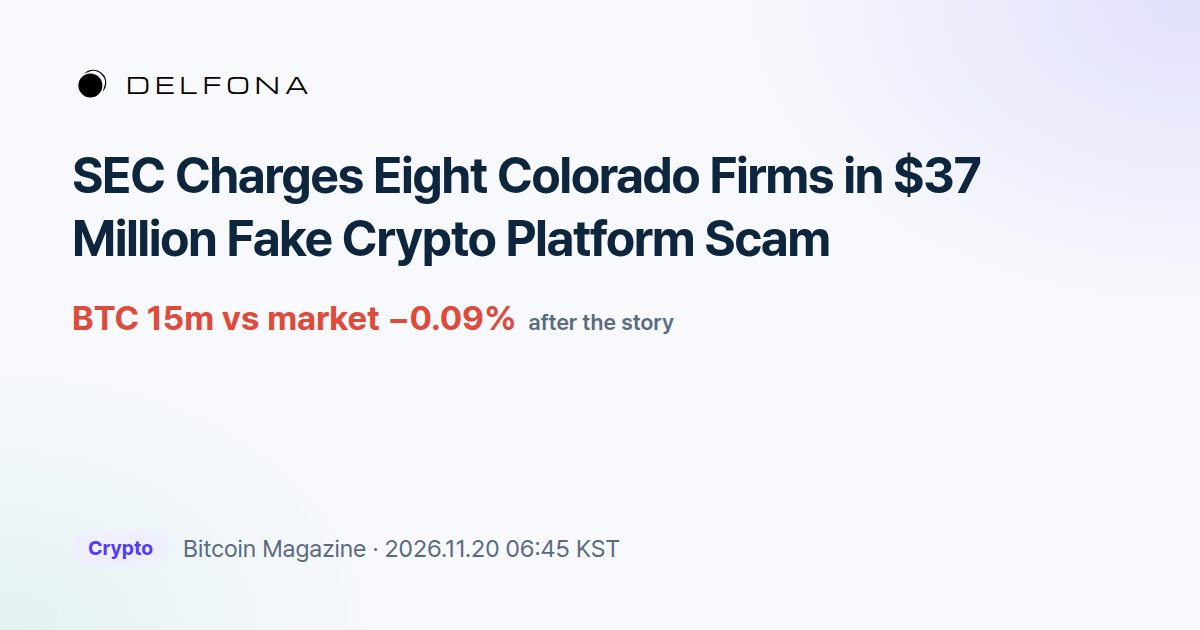 DELFONA
SEC Charges Eight Colorado Firms in $37
Million Fake Crypto Platform Scam
BTC 15m vs market −0.09% after the story
Crypto Bitcoin Magazine · 2026.11.20 06:45 KST